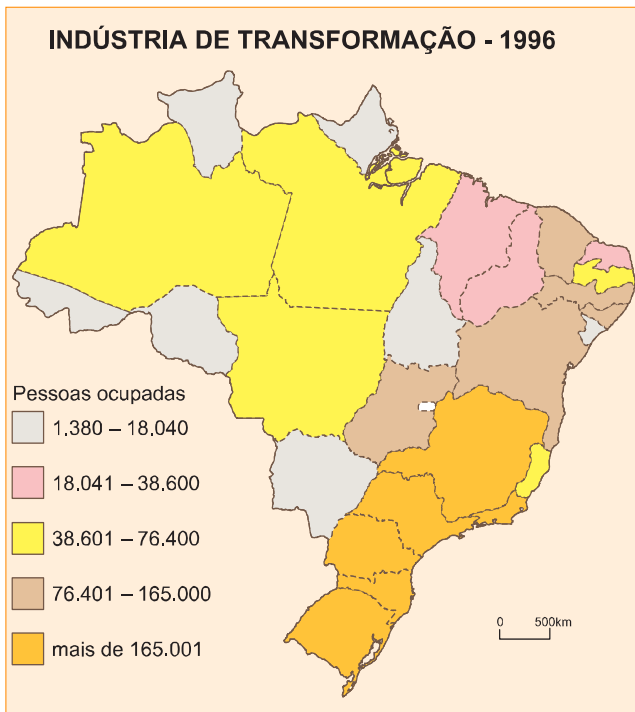 INDÚSTRIA DE TRANSFORMAÇÃO - 1996
Pessoas ocupadas
1.380 – 18.040
18.041 – 38.600
38.601 – 76.400
76.401 – 165.000
mais de 165.001
0 500km